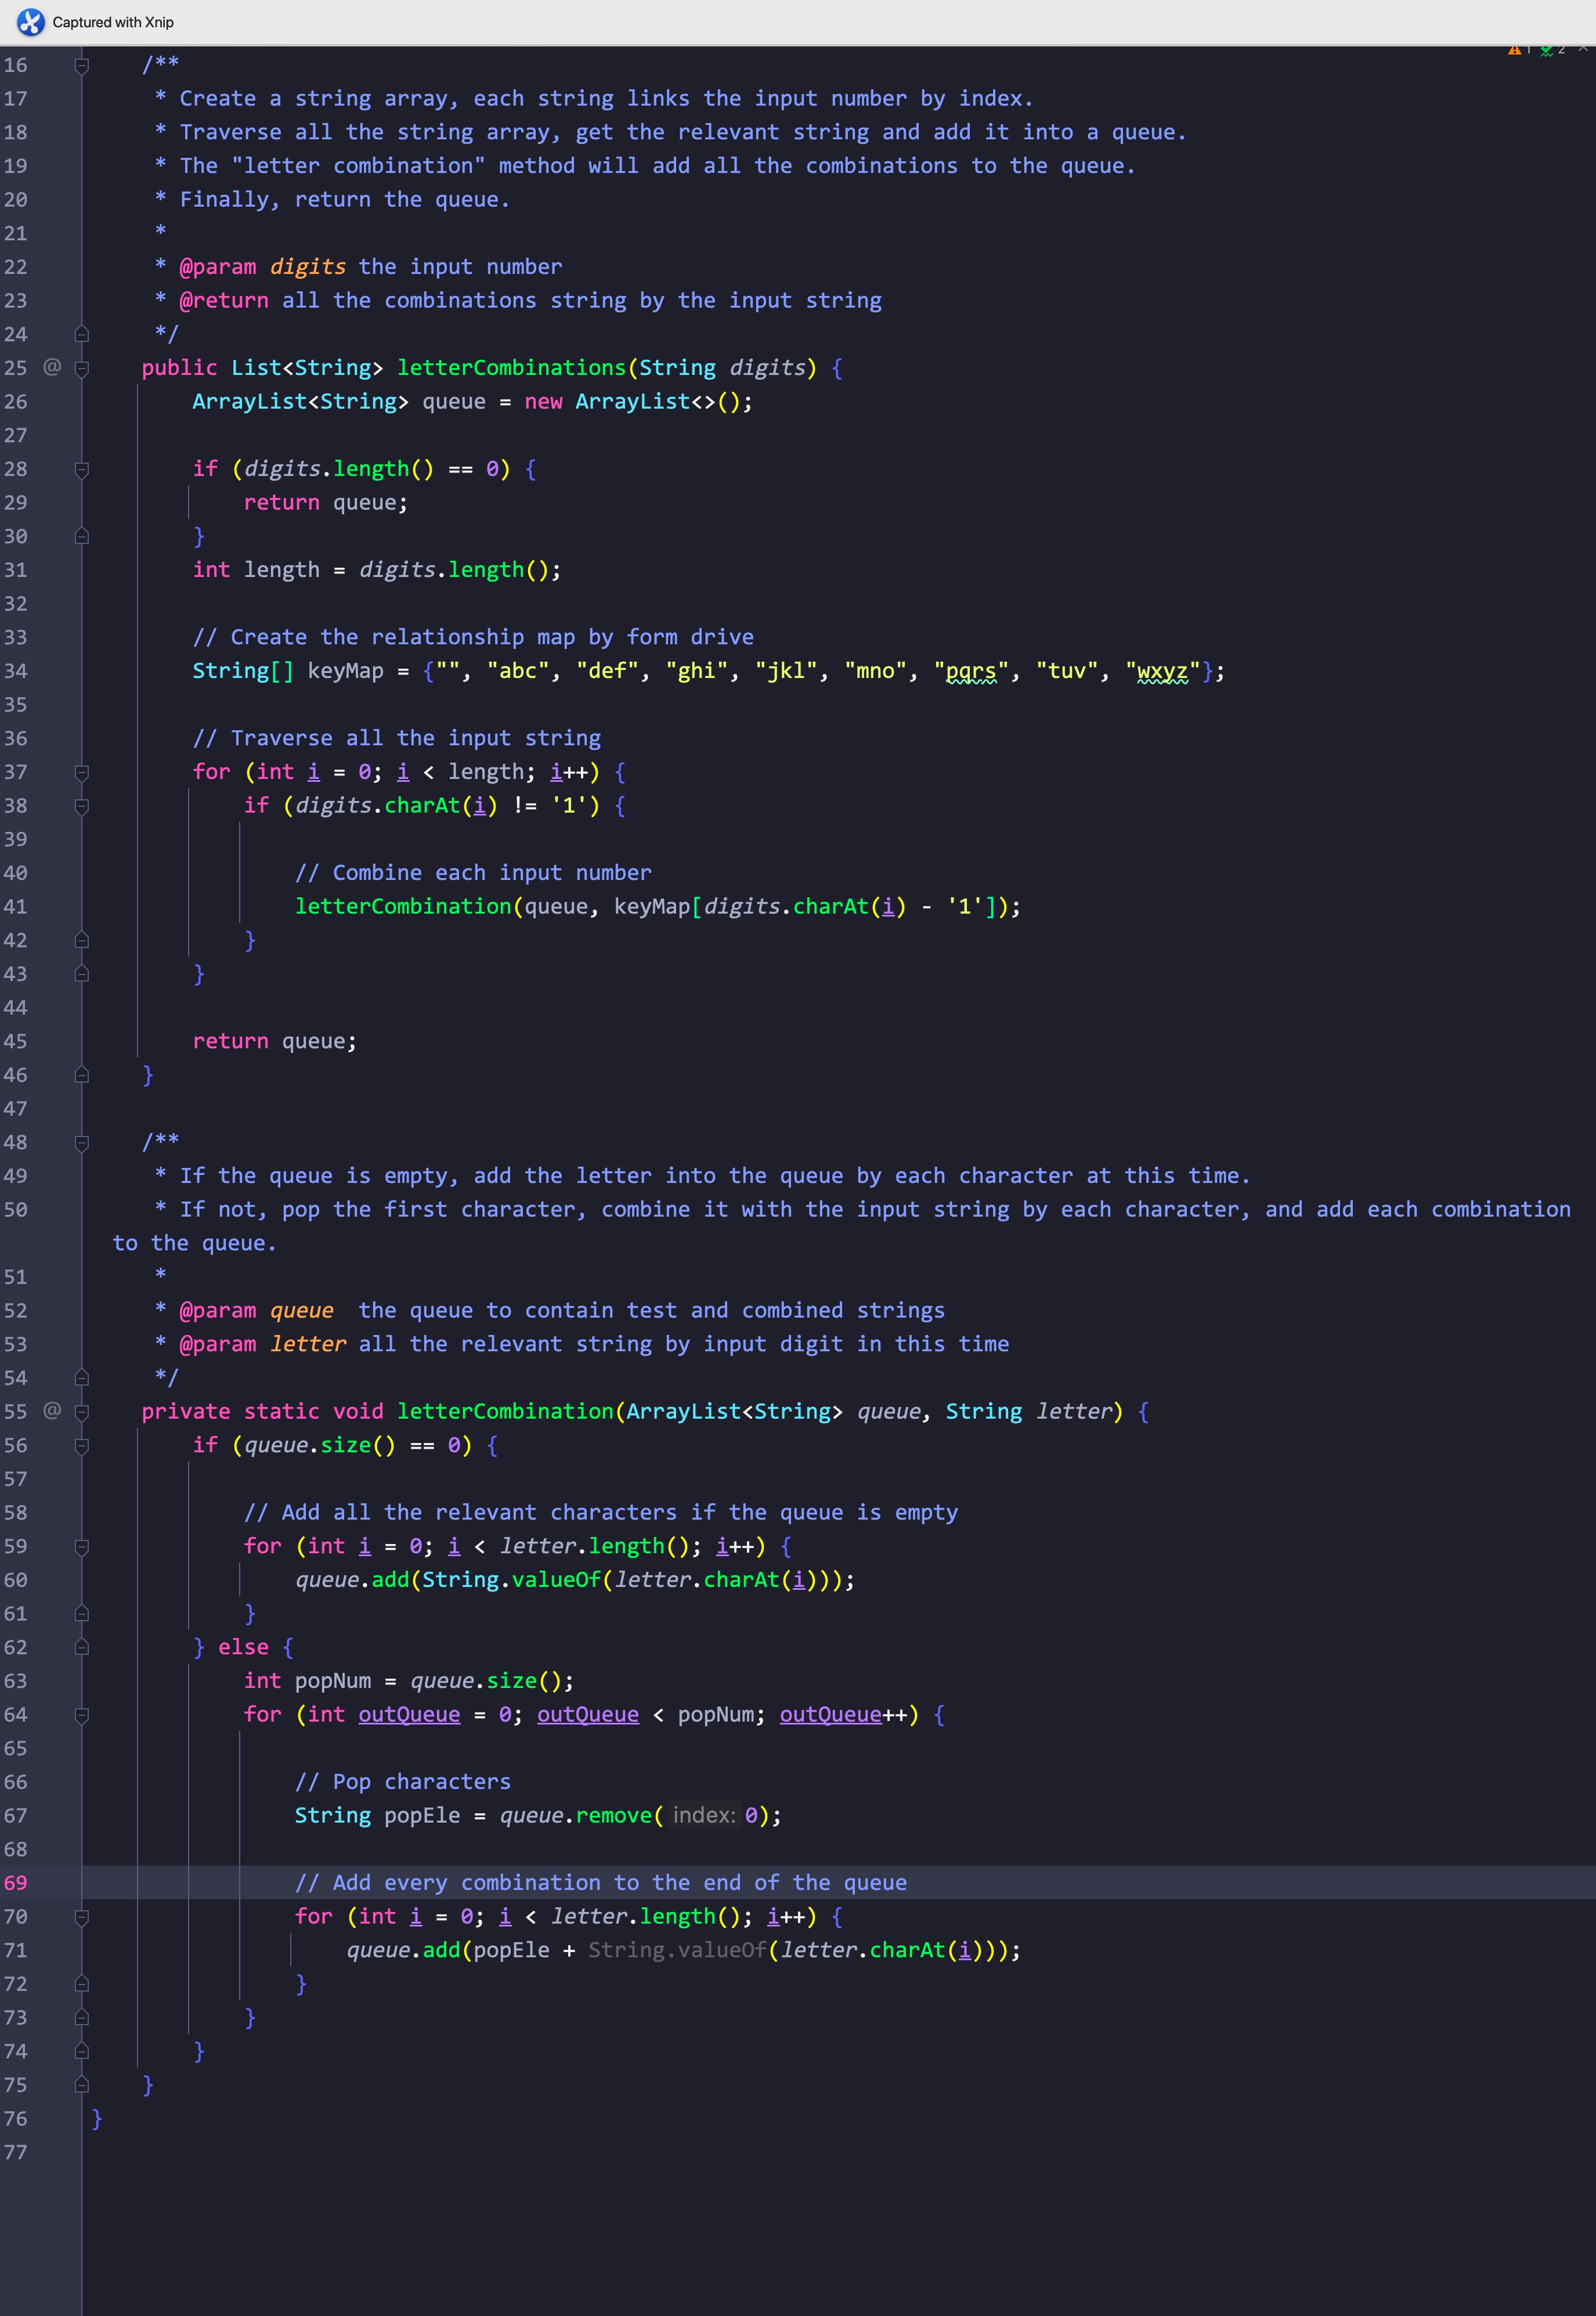 Captured with Xnip
1 2
16 /**
17 * Create a string array, each string links the input number by index.
18 * Traverse all the string array, get the relevant string and add it into a queue.
19 * The "letter combination" method will add all the combinations to the queue.
20 * Finally, return the queue.
21 *
22 * @param digits the input number
23 * @return all the combinations string by the input string
24 */
25 @ public List<String> letterCombinations(String digits) {
26 ArrayList<String> queue = new ArrayList<>();
27
28 if (digits.length() == 0) {
29 return queue;
30 }
31 int length = digits.length();
32
33 // Create the relationship map by form drive
34 String[] keyMap = {"", "abc", "def", "ghi", "jkl", "mno", "pqrs", "tuv", "wxyz"};
35
36 // Traverse all the input string
37 for (int i = 0; i < length; i++) {
38 if (digits.charAt(i) != '1') {
39
40 // Combine each input number
41 letterCombination(queue, keyMap[digits.charAt(i) - '1']);
42 }
43 }
44
45 return queue;
46 }
47
48 /**
49 * If the queue is empty, add the letter into the queue by each character at this time.
50 * If not, pop the first character, combine it with the input string by each character, and add each combination
to the queue.
51 *
52 * @param queue  the queue to contain test and combined strings
53 * @param letter all the relevant string by input digit in this time
54 */
55 @ private static void letterCombination(ArrayList<String> queue, String letter) {
56 if (queue.size() == 0) {
57
58 // Add all the relevant characters if the queue is empty
59 for (int i = 0; i < letter.length(); i++) {
60 queue.add(String.valueOf(letter.charAt(i)));
61 }
62 } else {
63 int popNum = queue.size();
64 for (int outQueue = 0; outQueue < popNum; outQueue++) {
65
66 // Pop characters
67 String popEle = queue.remove( index: 0);
68
69 // Add every combination to the end of the queue
70 for (int i = 0; i < letter.length(); i++) {
71 queue.add(popEle + String.valueOf(letter.charAt(i)));
72 }
73 }
74 }
75 }
76 }
77